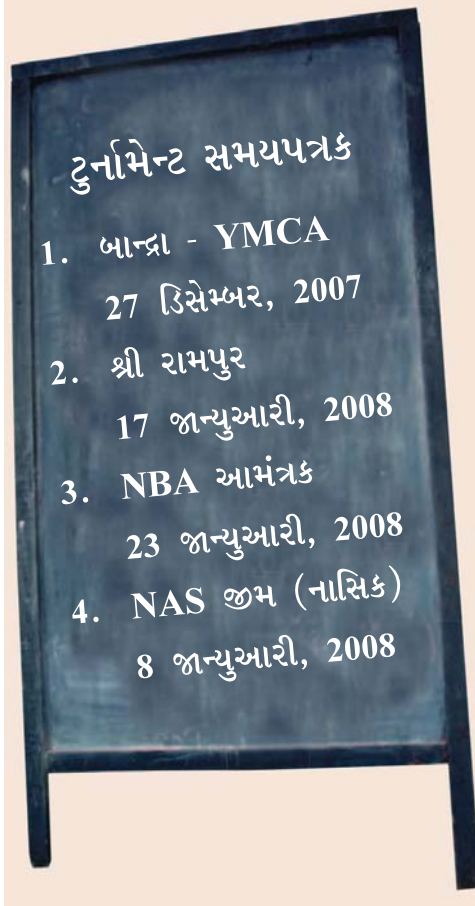 ટુર્નામેન્ટ સમયપત્રક
1. બાન્દ્રા - YMCA
27 ડિસેમ્બર, 2007
2. શ્રી રામપુર
17 જાન્યુઆરી, 2008
3. NBA આમંત્રક
23 જાન્યુઆરી, 2008
4. NAS જીમ (નાસિક)
8 જાન્યુઆરી, 2008